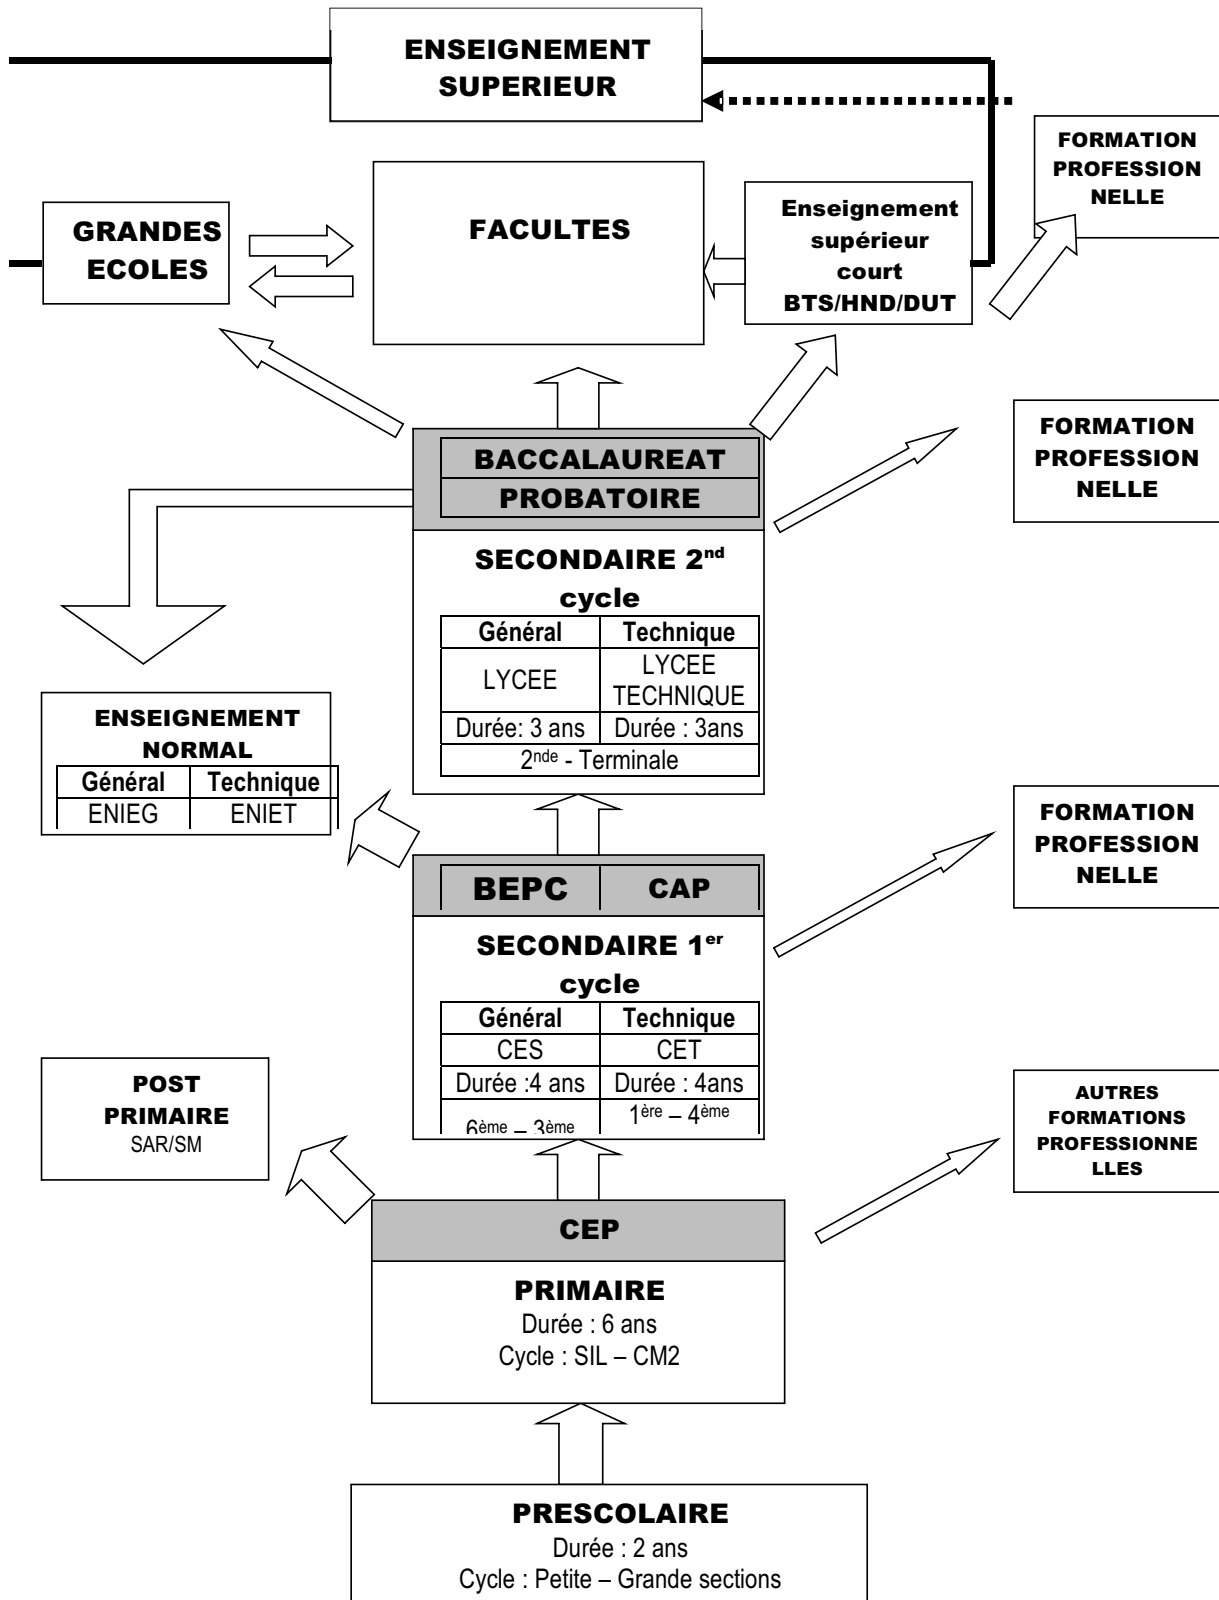 ENSEIGNEMENT
SUPERIEUR
FORMATION
PROFESSION
NELLE
GRANDES
ECOLES
FACULTES
Enseignement
supérieur
court
BTS/HND/DUT
FORMATION
PROFESSION
NELLE
BACCALAUREAT
PROBATOIRE
SECONDAIRE 2nd
cycle
Général Technique
LYCEE LYCEE
TECHNIQUE
Durée: 3 ans Durée : 3ans
2nde - Terminale
ENSEIGNEMENT
NORMAL
Général Technique
ENIEG ENIET
FORMATION
PROFESSION
NELLE
BEPC CAP
SECONDAIRE 1er
cycle
Général Technique
CES CET
Durée :4 ans Durée : 4ans
6ème – 3ème 1ère – 4ème
POST
PRIMAIRE
SAR/SM
AUTRES
FORMATIONS
PROFESSIONNE
LLES
CEP
PRIMAIRE
Durée : 6 ans
Cycle : SIL – CM2
PRESCOLAIRE
Durée : 2 ans
Cycle : Petite – Grande sections